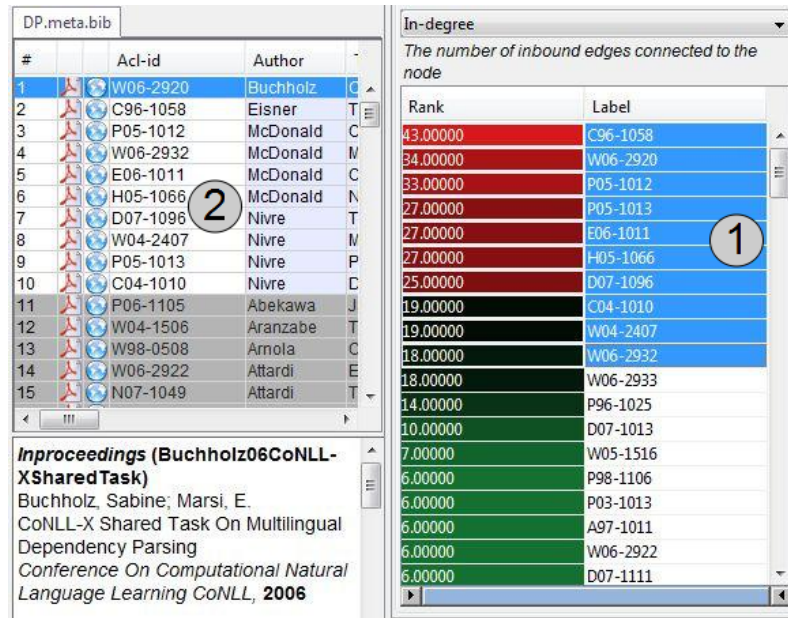 DP.meta.bib
# Acl-id Author T
1 W06-2920 Buchholz C
2 C96-1058 Eisner T
3 P05-1012 McDonald C
4 W06-2932 McDonald M
5 E06-1011 McDonald C
6 H05-1066 McDonald N
7 D07-1096 Nivre T
8 W04-2407 Nivre M
9 P05-1013 Nivre P
10 C04-1010 Nivre D
11 P06-1105 Abekawa J
12 W04-1506 Aranzabe T
13 W98-0508 Arnola C
14 W06-2922 Attardi E
15 N07-1049 Attardi T
2
Inproceedings (Buchholz06CoNLL-
XSharedTask)
Buchholz, Sabine; Marsi, E.
CoNLL-X Shared Task On Multilingual
Dependency Parsing
Conference On Computational Natural
Language Learning CoNLL, 2006
In-degree
The number of inbound edges connected to the
node
Rank Label
43.00000 C96-1058
34.00000 W06-2920
33.00000 P05-1012
27.00000 P05-1013
27.00000 E06-1011
27.00000 H05-1066
25.00000 D07-1096
19.00000 C04-1010
19.00000 W04-2407
18.00000 W06-2932
18.00000 W06-2933
14.00000 P96-1025
10.00000 D07-1013
7.00000 W05-1516
6.00000 P98-1106
6.00000 P03-1013
6.00000 A97-1011
6.00000 W06-2922
6.00000 D07-1111
1